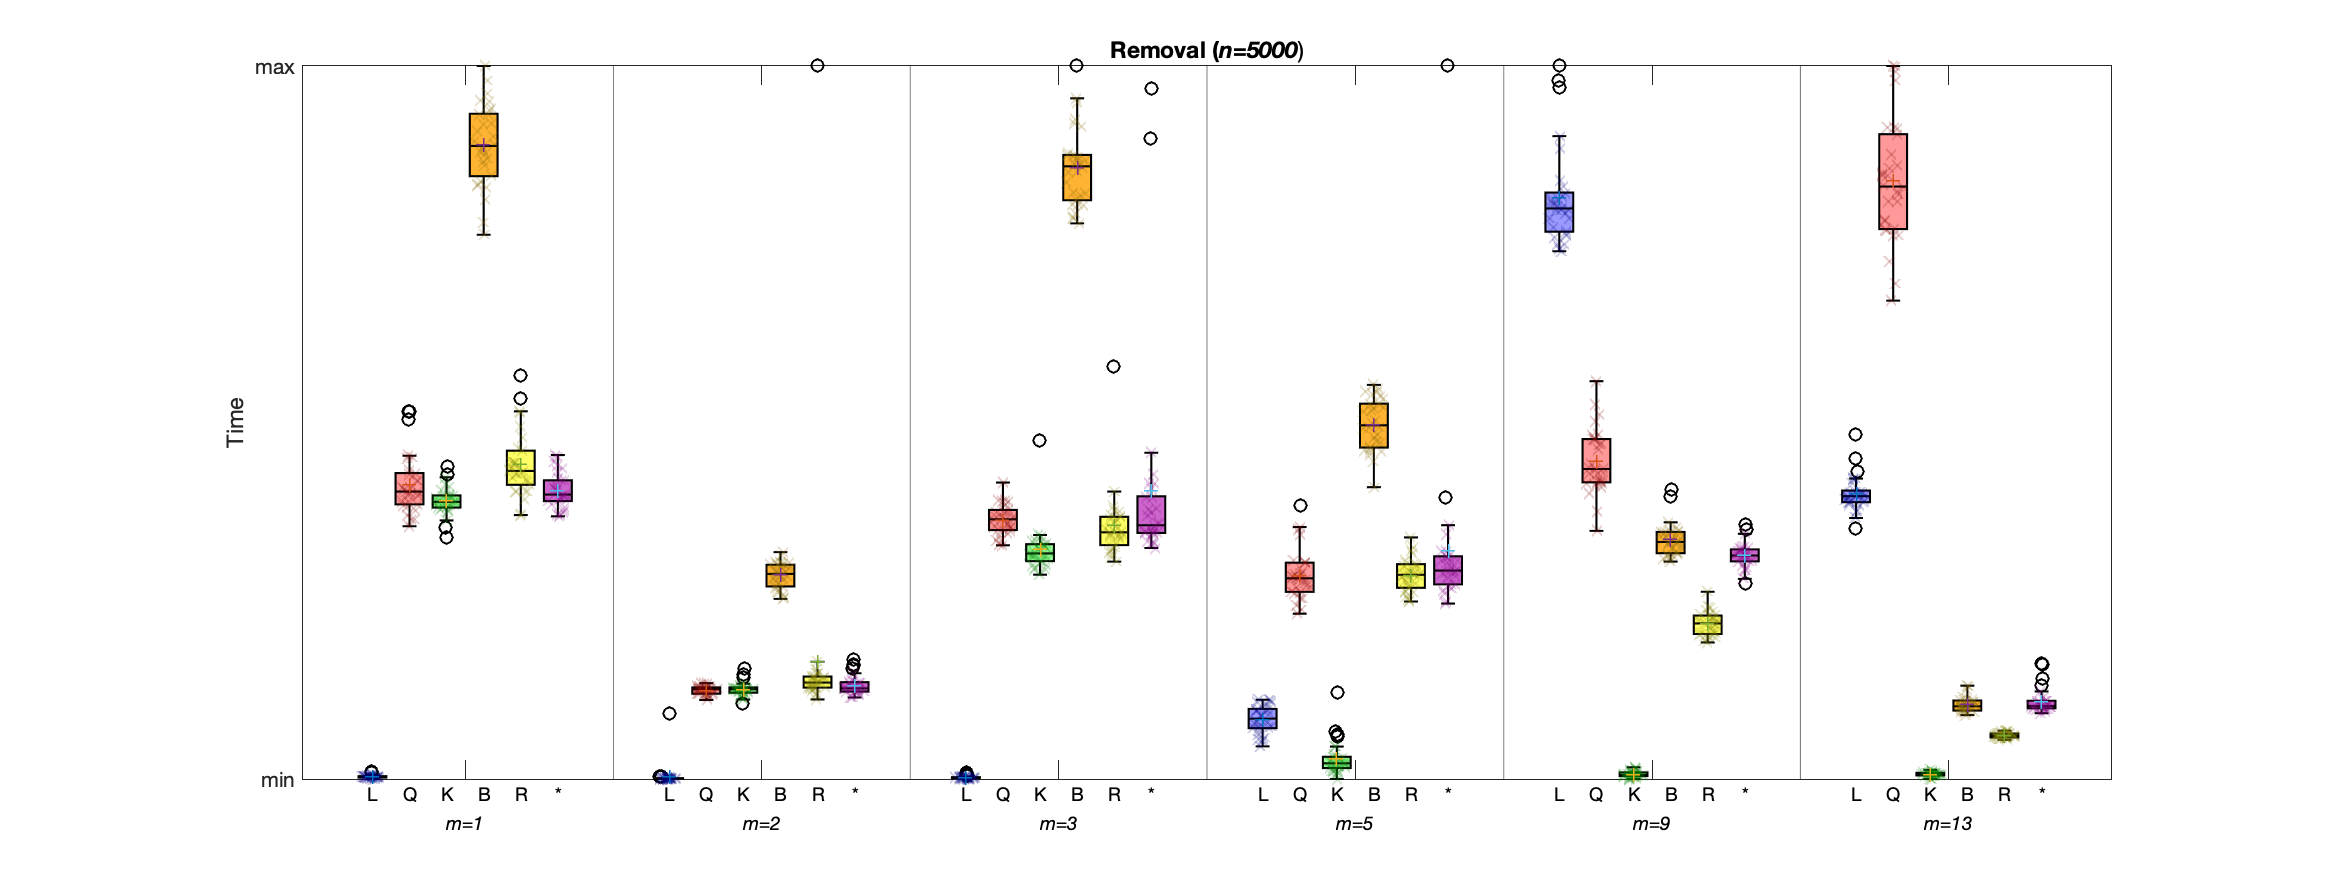 Removal (n=5000)
max
Time
min
L Q K B R * L Q K B R * L Q K B R * L Q K B R * L Q K B R * L Q K B R *
m=1 m=2 m=3 m=5 m=9 m=13